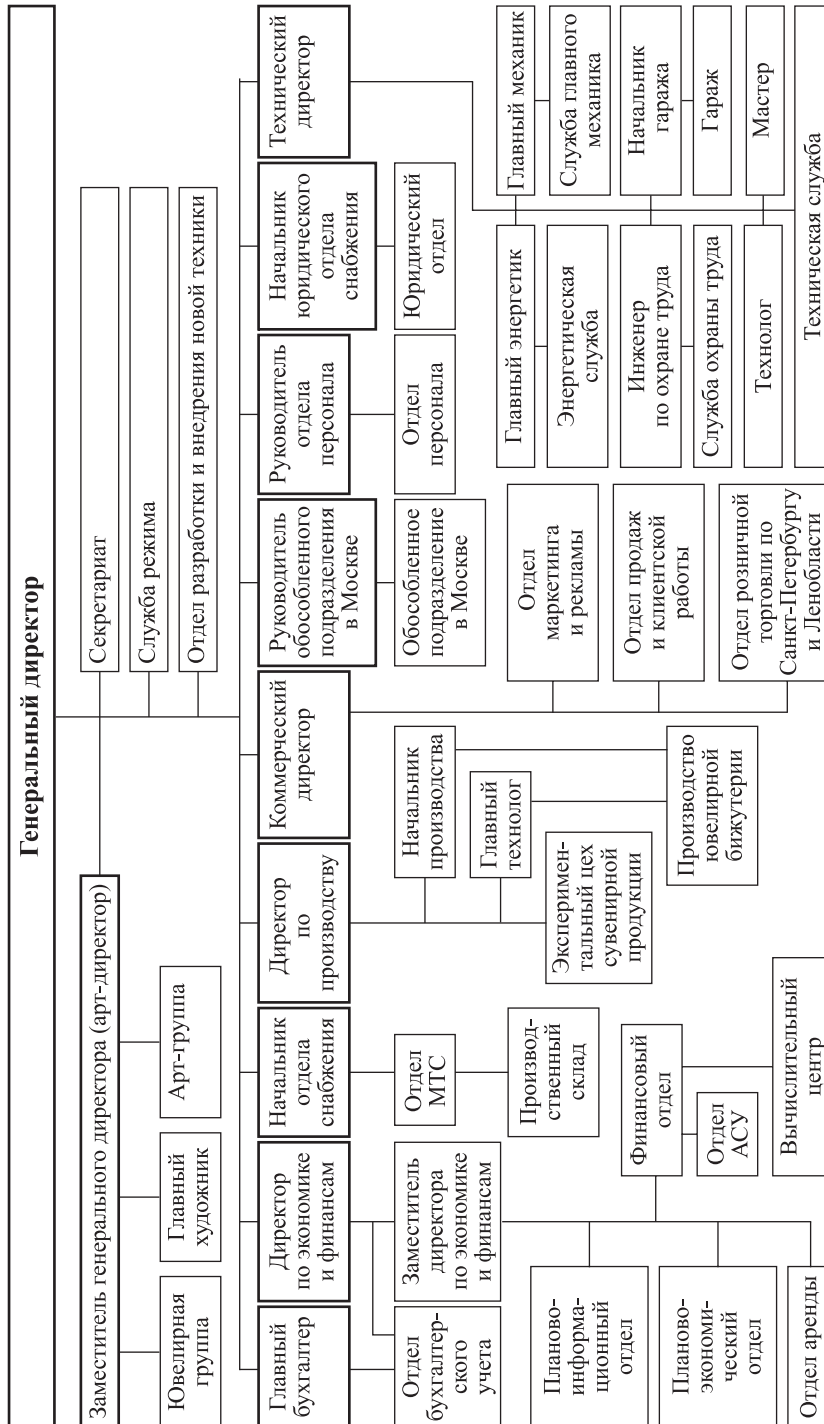 Генеральный директор
Заместитель генерального директора (арт-директор)
Секретариат
Служба режима
Отдел разработки и внедрения новой техники
Ювелирная
группа
Главный
художник
Арт-группа
Главный
бухгалтер
Директор
по экономике
и финансам
Начальник
отдела
снабжения
Директор
по
производству
Коммерческий
директор
Руководитель
обособленного
подразделения
в Москве
Руководитель
отдела
персонала
Начальник
юридического
отдела
снабжения
Технический
директор
Отдел
бухгалтер-
ского
учета
Заместитель
директора
по экономике
и финансам
Отдел
МТС
Производ-
ственный
склад
Начальник
производства
Главный
технолог
Эксперимен-
тальный цех
сувенирной
продукции
Производство
ювелирной
бижутерии
Обособленное
подразделение
в Москве
Отдел
персонала
Юридический
отдел
Планово-
информа-
ционный
отдел
Планово-
экономи-
ческий
отдел
Отдел аренды
Финансовый
отдел
Отдел
АСУ
Вычислительный
центр
Отдел
маркетинга
и рекламы
Отдел продаж
и клиентской
работы
Отдел розничной
торговли по
Санкт-Петербургу
и Ленобласти
Главный энергетик
Энергетическая
служба
Главный механик
Служба главного
механика
Инженер
по охране труда
Служба охраны труда
Начальник
гаража
Гараж
Технолог
Мастер
Техническая служба